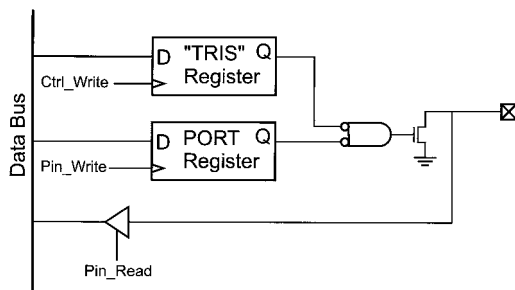 Data Bus
D "TRIS" Q
Register
Ctrl_Write
D PORT Q
Register
Pin_Write
Pin_Read